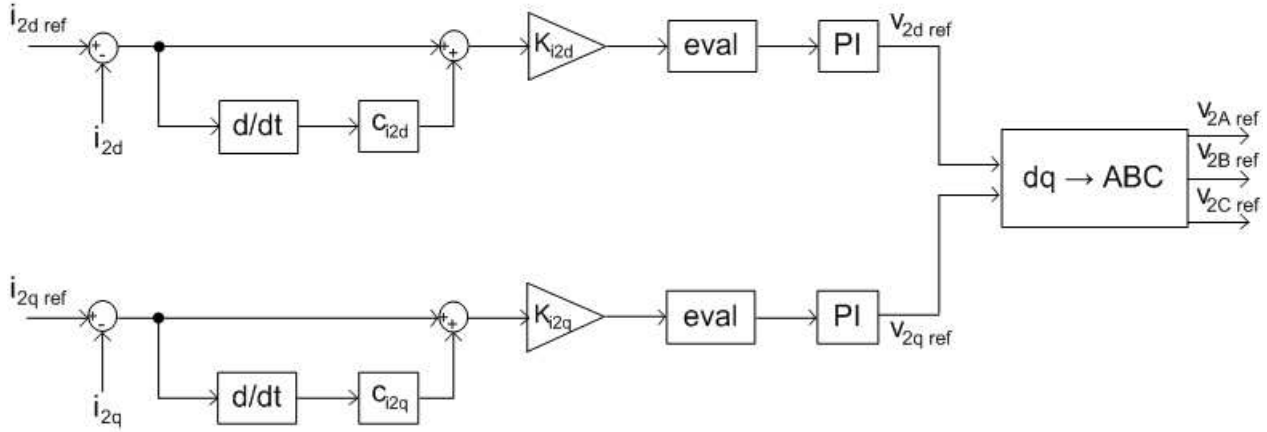 i2d ref
+
-
i2d
d/dt
ci2d
+
+
Ki2d
eval
PI
v2d ref
i2q ref
+
-
i2q
d/dt
ci2q
+
+
Ki2q
eval
PI
v2q ref
dq → ABC
v2A ref
v2B ref
v2C ref